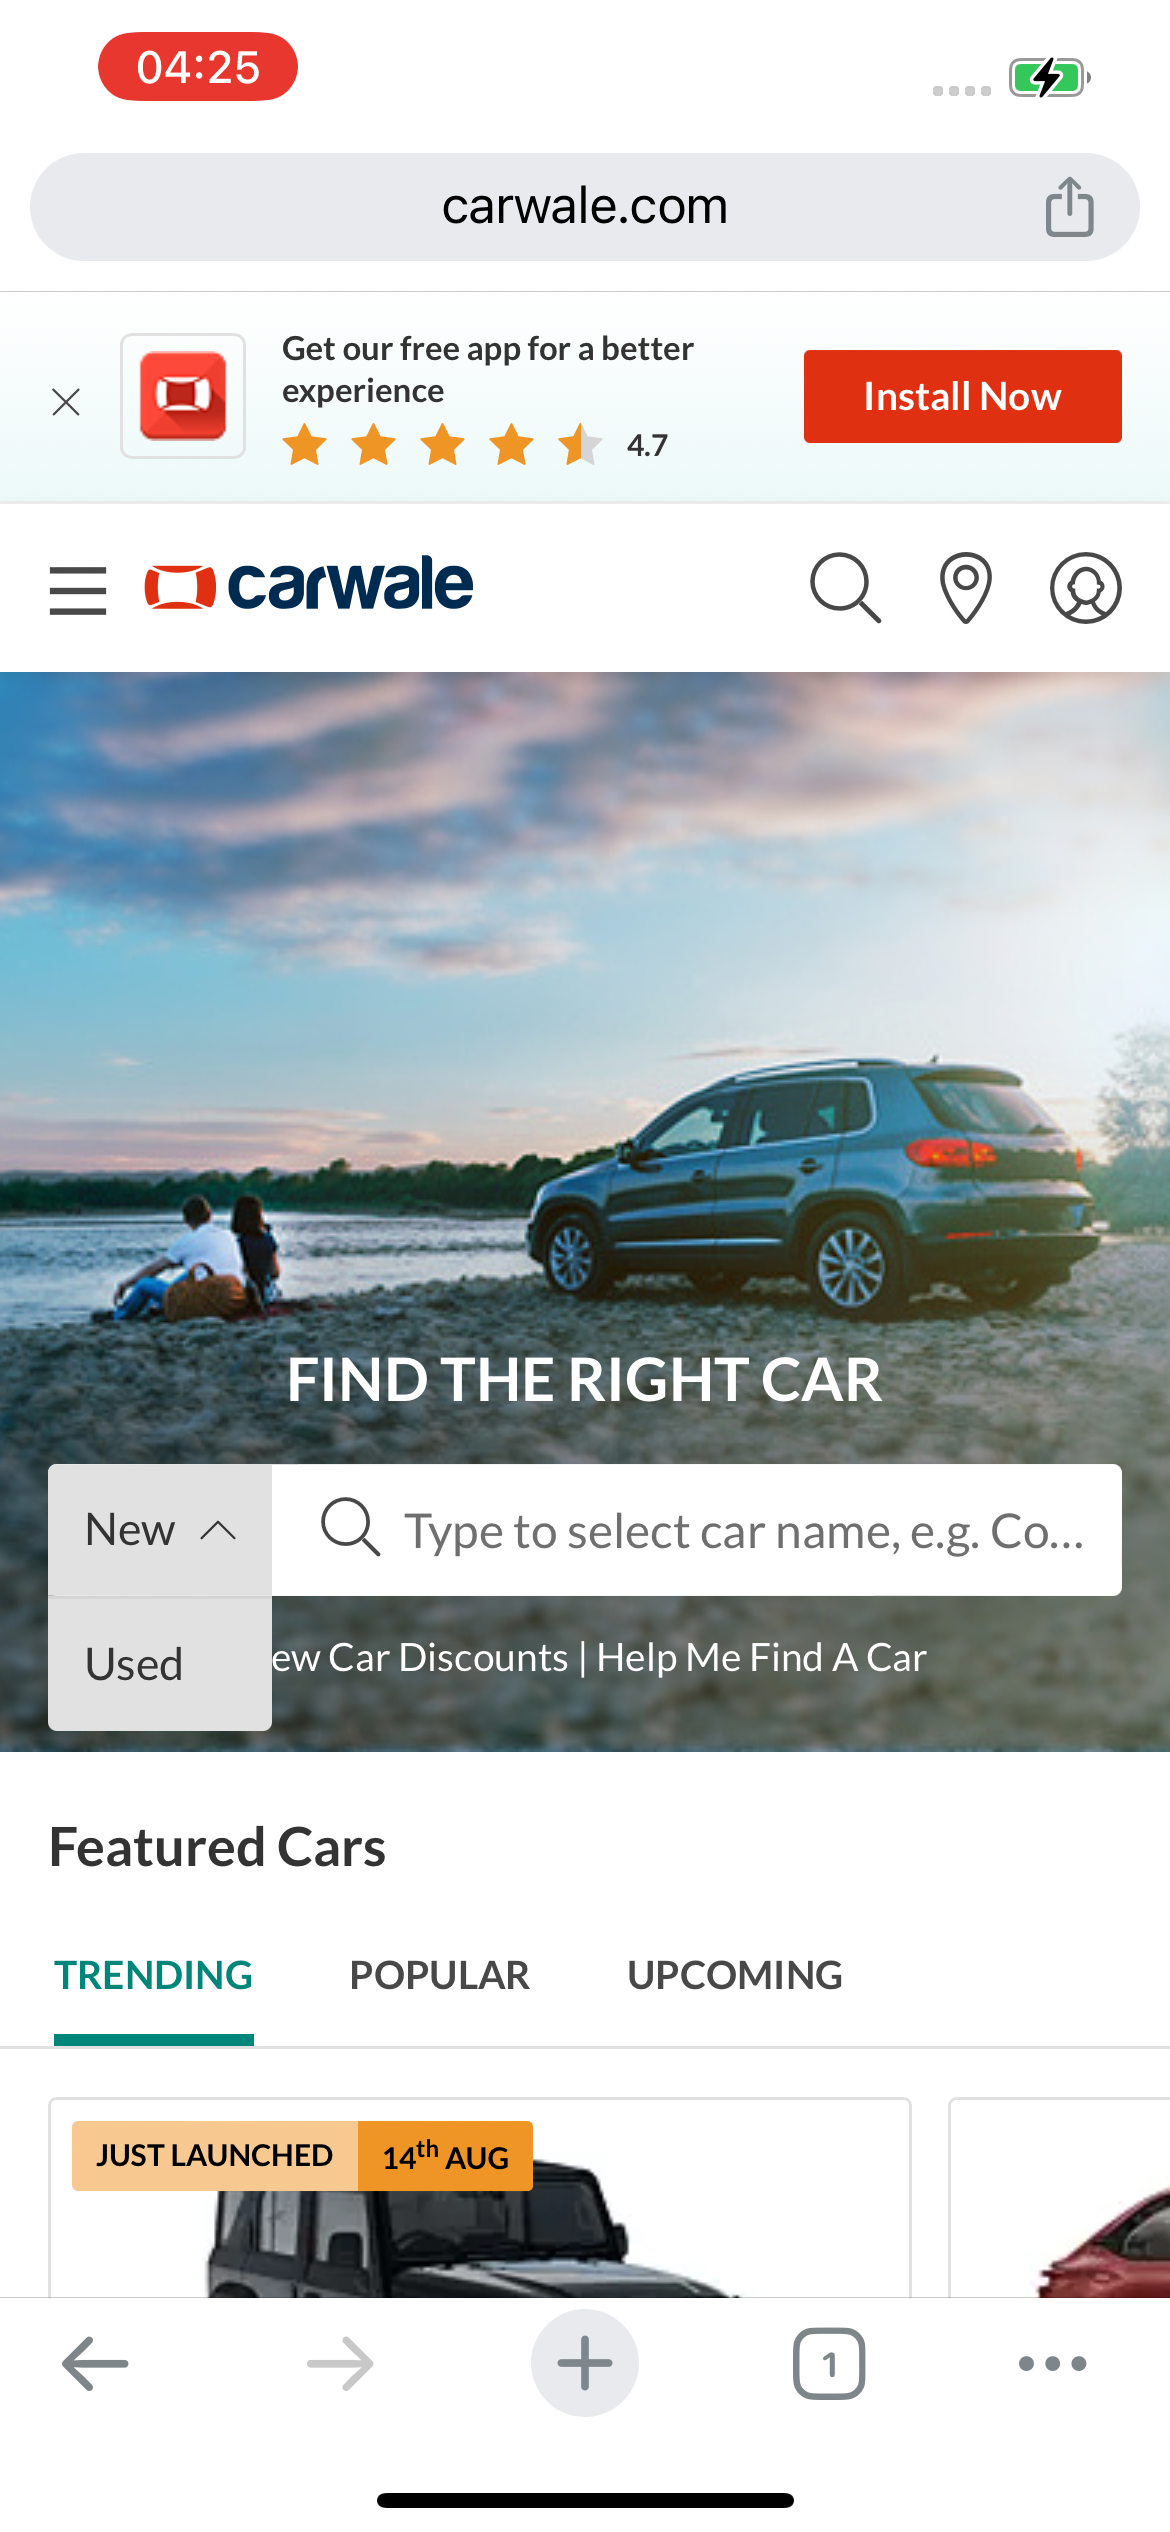 04:25
carwale.com
Get our free app for a better
experience
4.7
Install Now
carwale
FIND THE RIGHT CAR
New
Type to select car name, e.g. Co...
Used
ew Car Discounts | Help Me Find A Car
Featured Cars
TRENDING POPULAR UPCOMING
JUST LAUNCHED 14th AUG
1